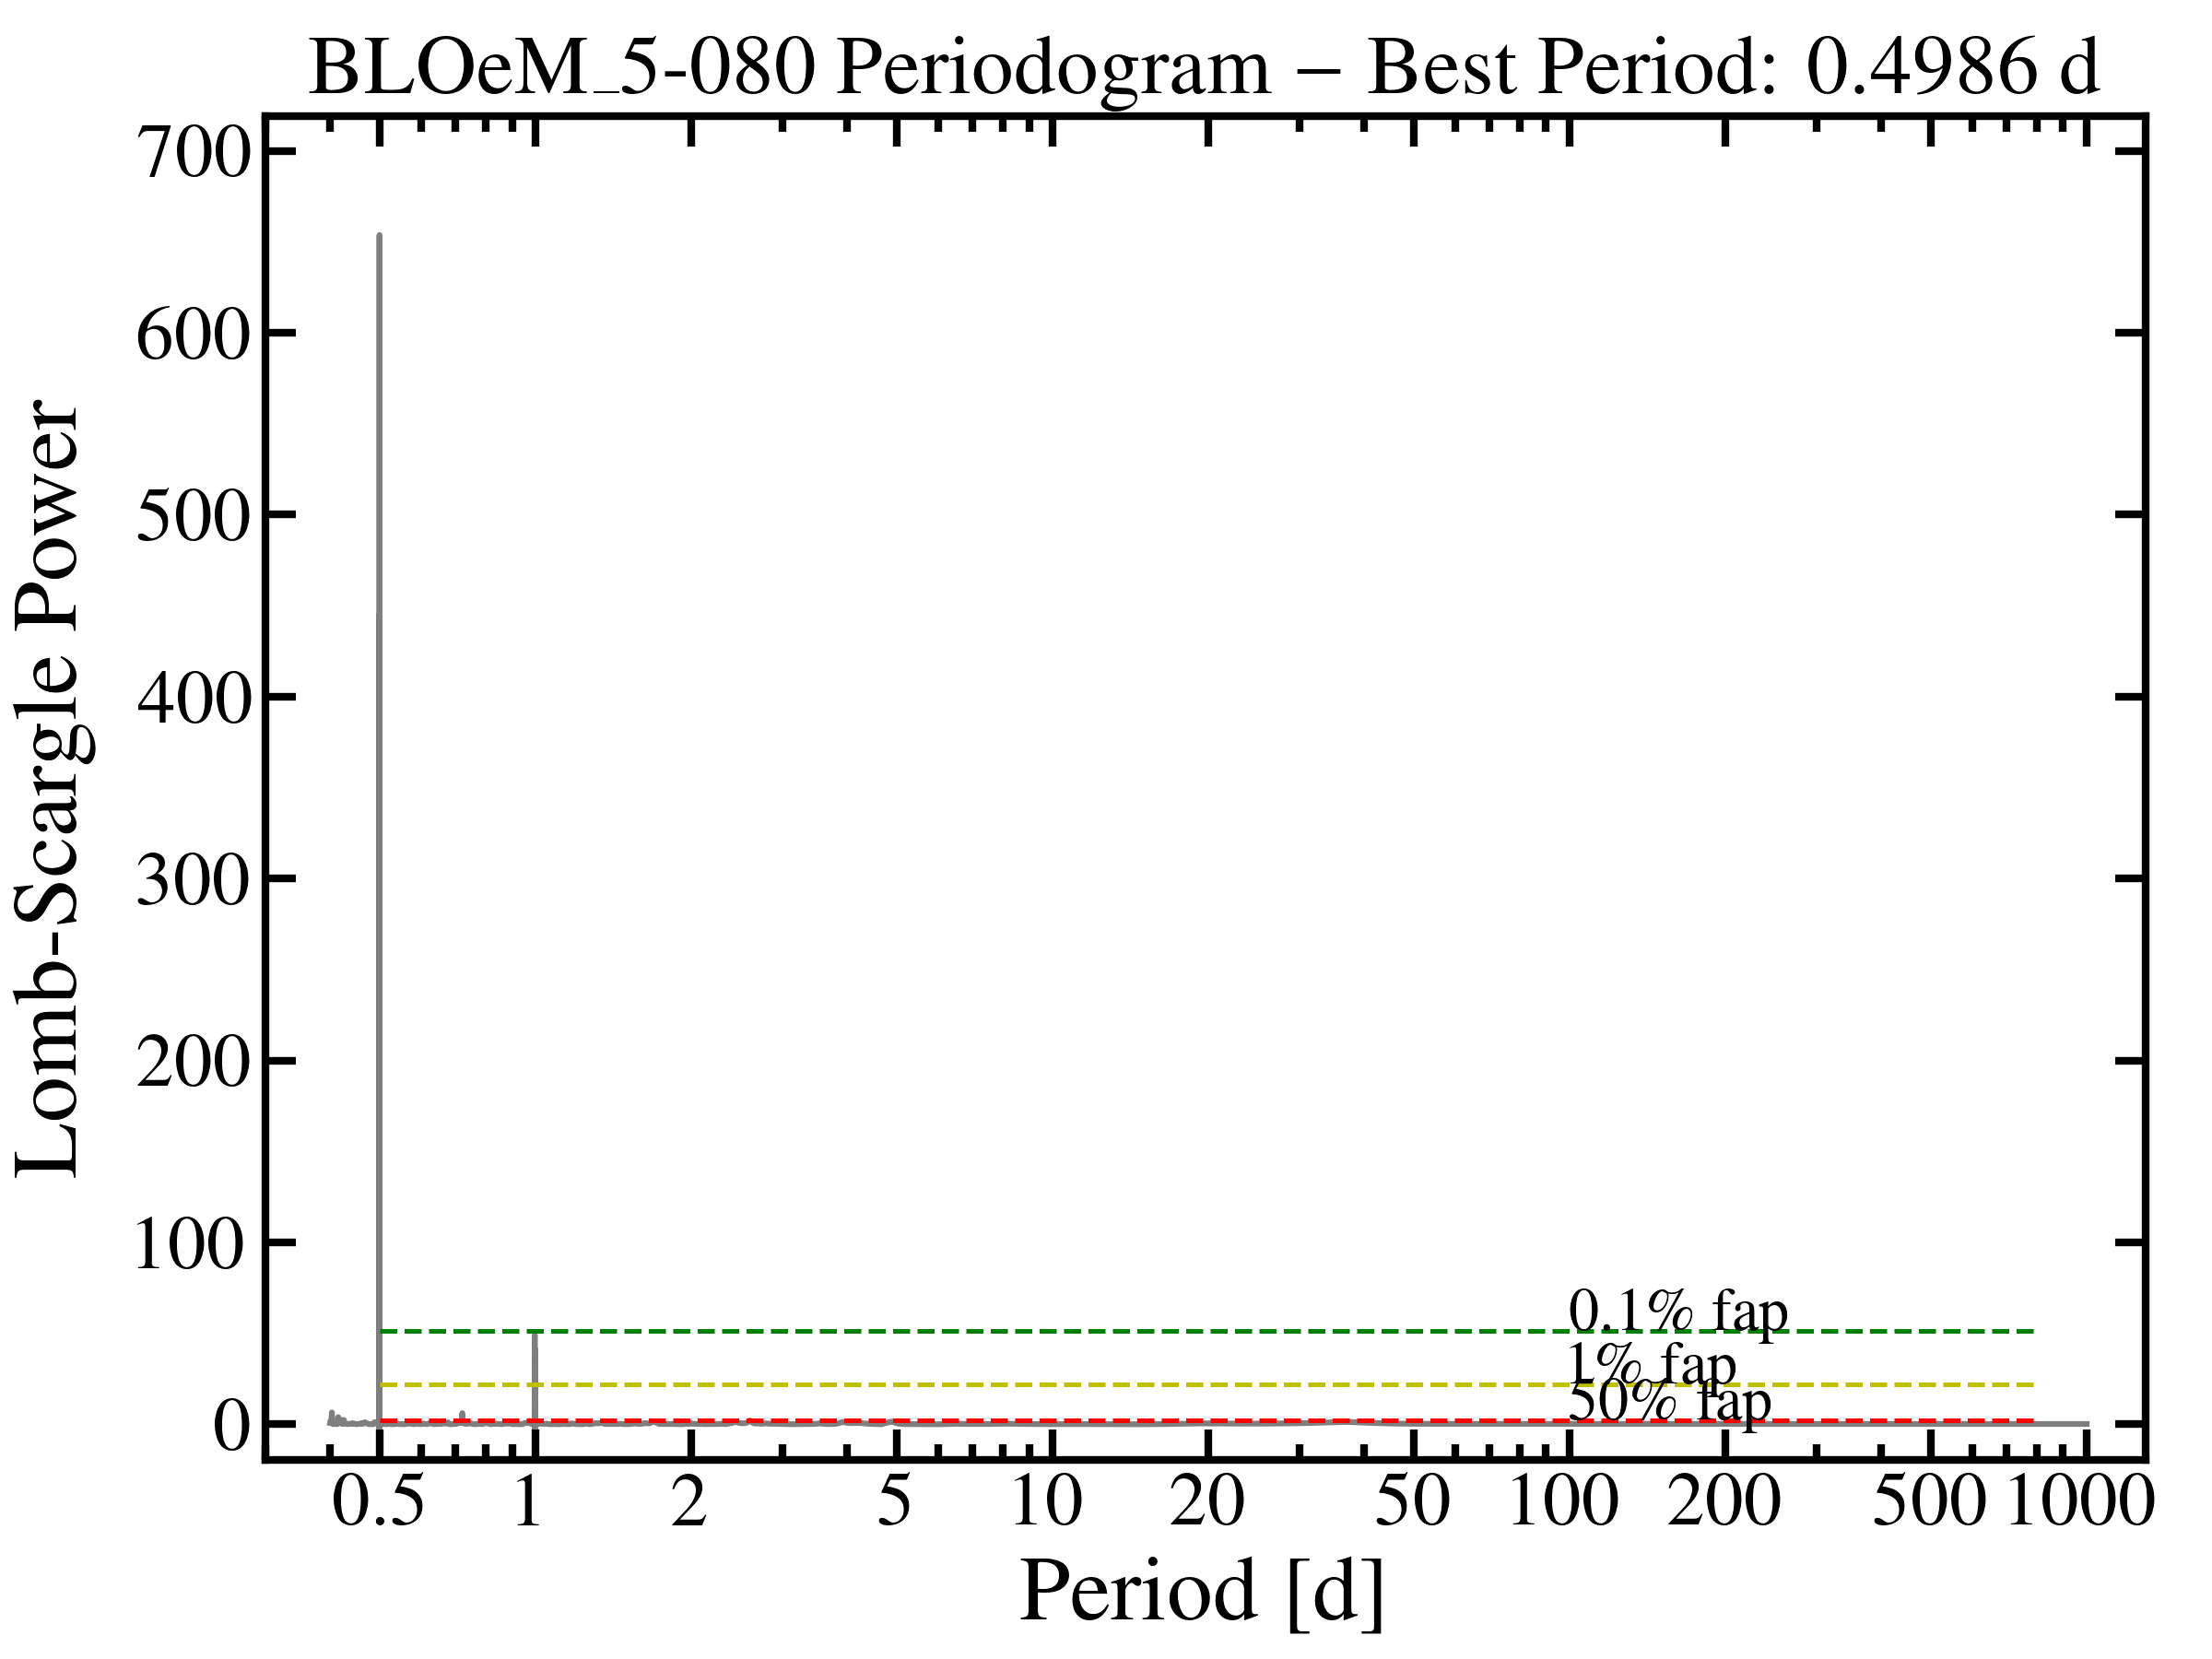 BLOeM_5-080 Periodogram − Best Period: 0.4986 d
Lomb-Scargle Power
700
600
500
400
300
200
100
0
0.1% fap
1% fap
50% fap
0.5 1 2 5 10 20 50 100 200 500 1000
Period [d]